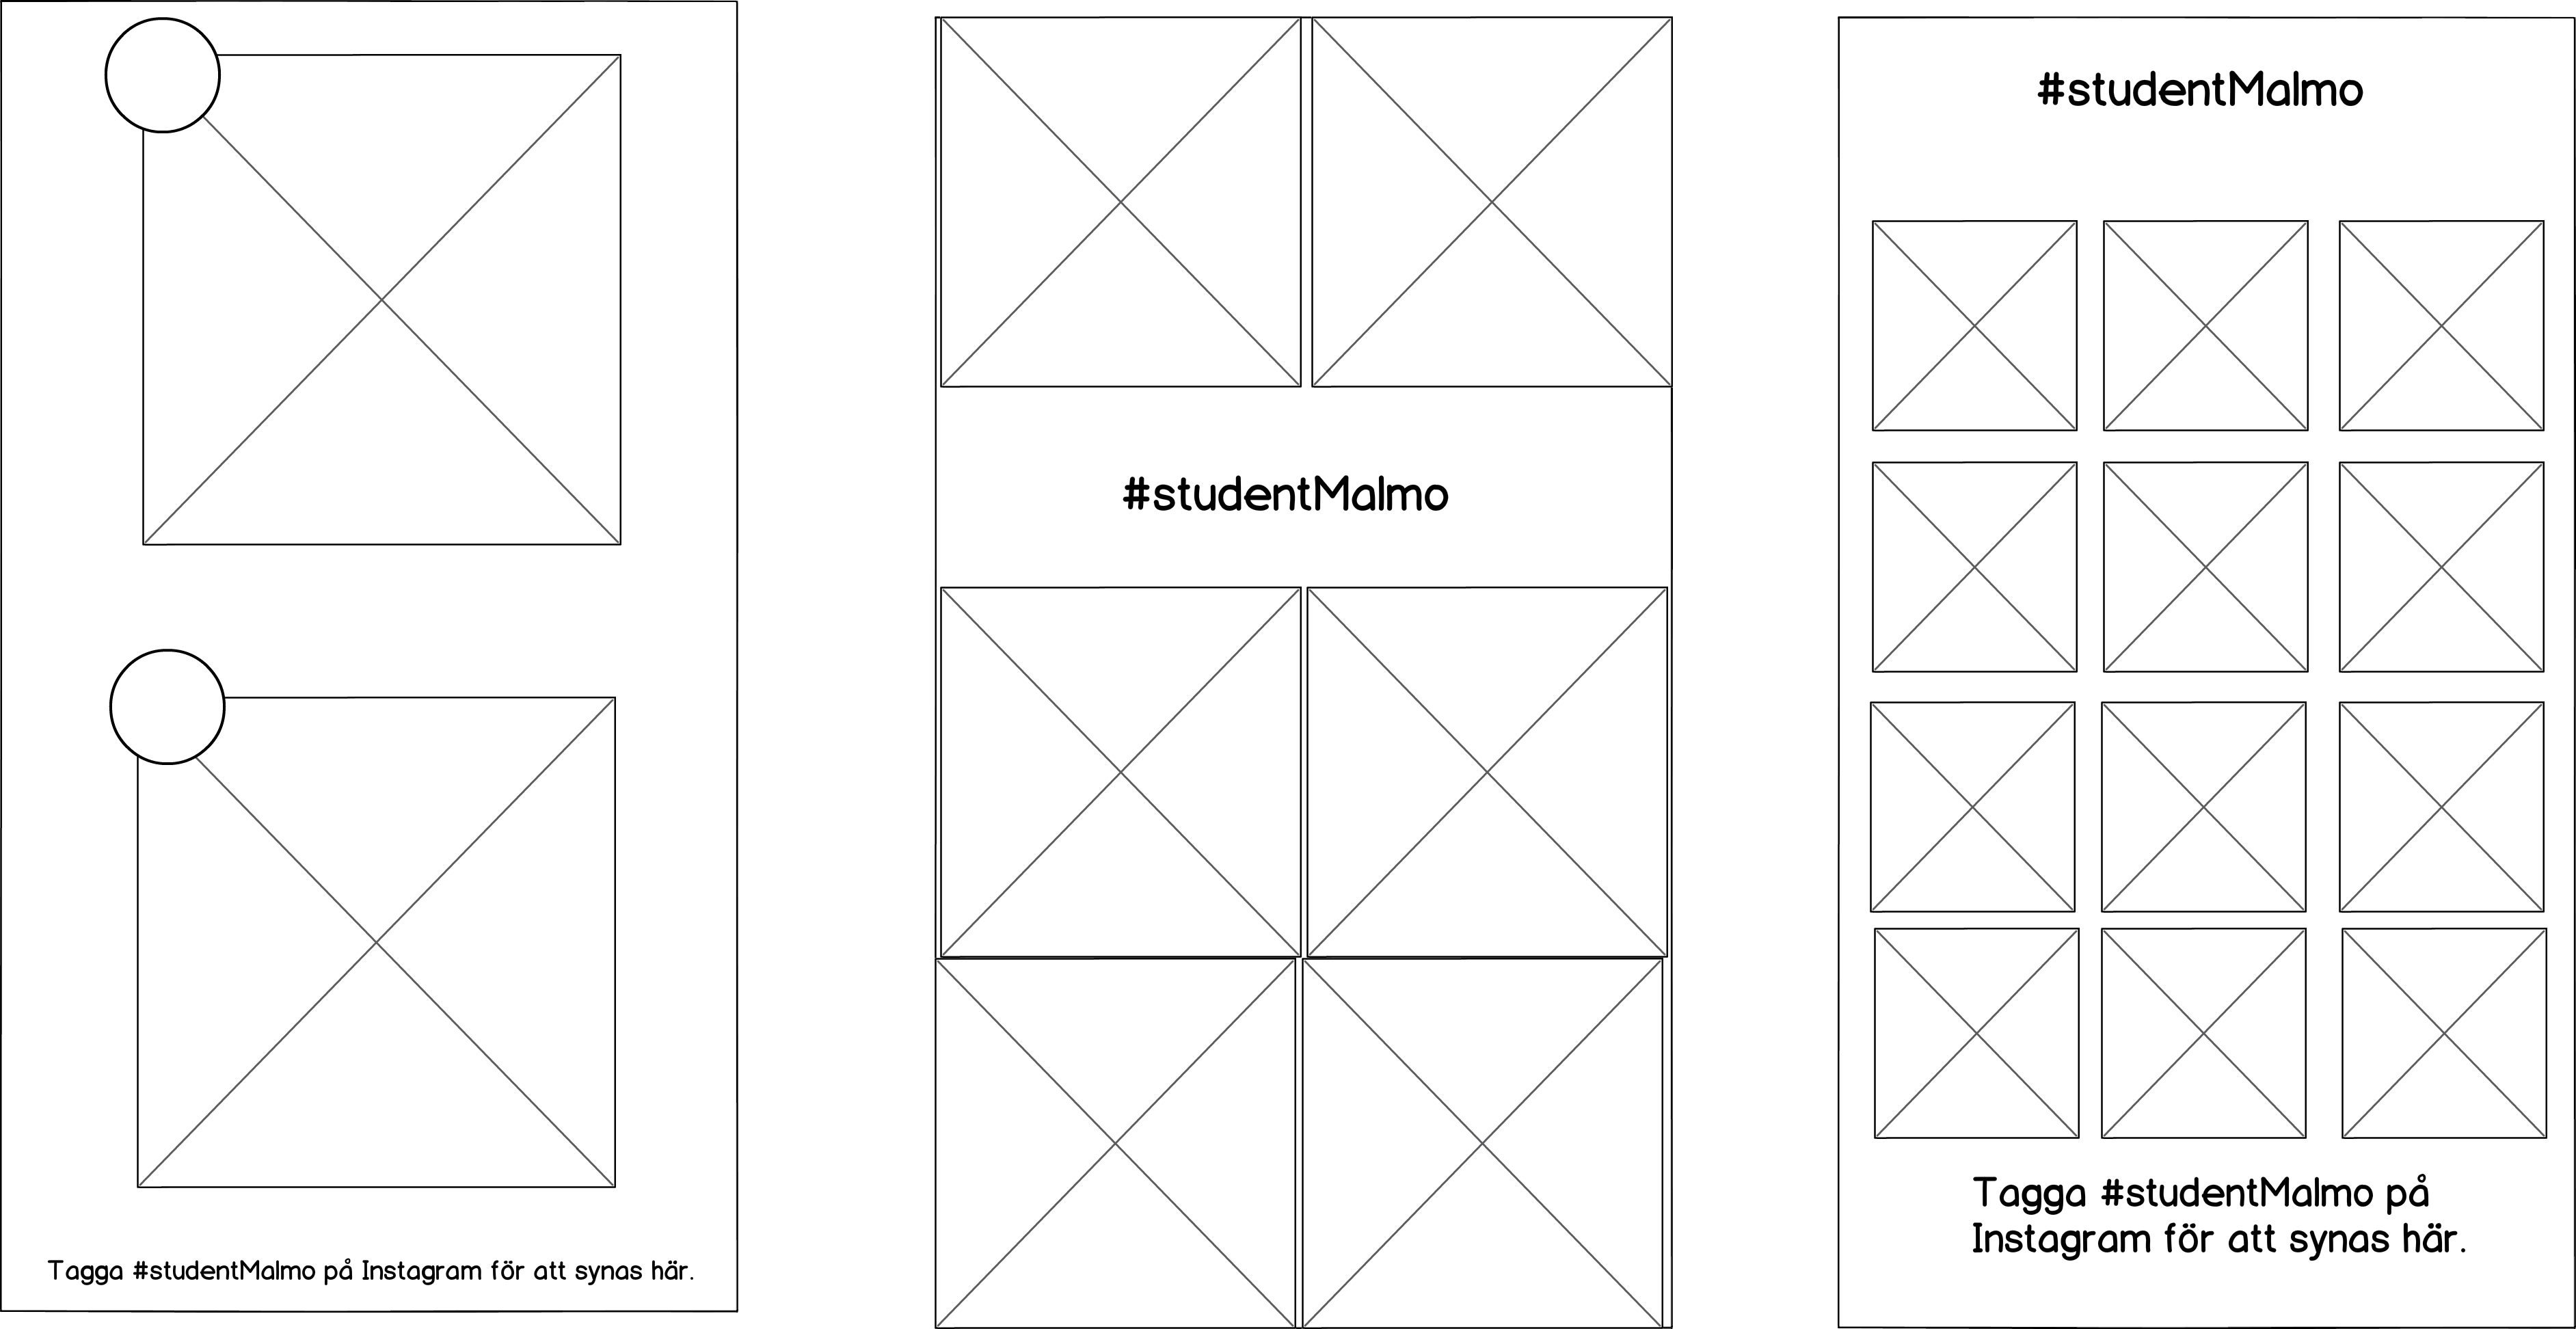 Tagga #studentMalmo på Instagram för att synas här.
#studentMalmo
#studentMalmo
Tagga #studentMalmo på
Instagram för att synas här.